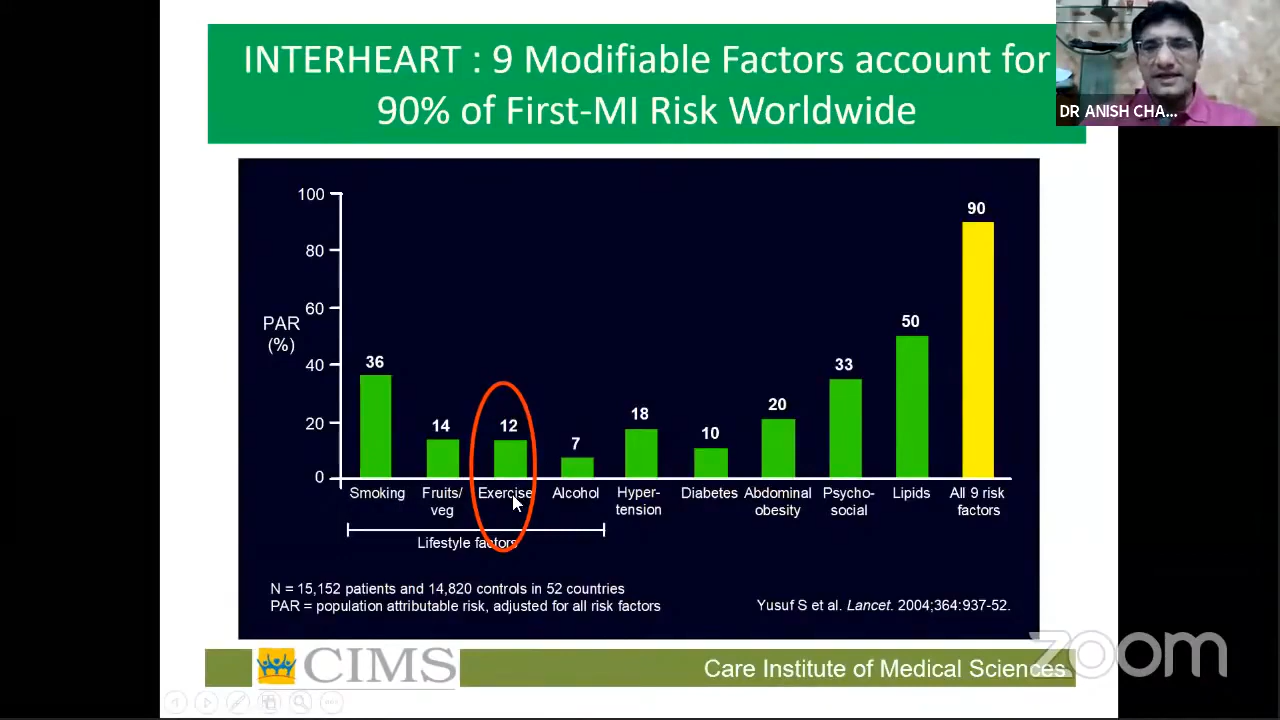 INTERHEART : 9 Modifiable Factors account for
90% of First-MI Risk Worldwide
DR ANISH CHA...
100
80
60
40
20
0
PAR
(%)
36
14
12
7
18
10
20
33
50
90
Smoking
Fruits/
veg
Exercise
Alcohol
Hyper-
tension
Diabetes
Abdominal
obesity
Psycho-
social
Lipids
All 9 risk
factors
Lifestyle factors
N = 15,152 patients and 14,820 controls in 52 countries
PAR = population attributable risk, adjusted for all risk factors
Yusuf S et al. Lancet. 2004;364:937-52.
CIMS
Care Institute of Medical Sciences
zoom